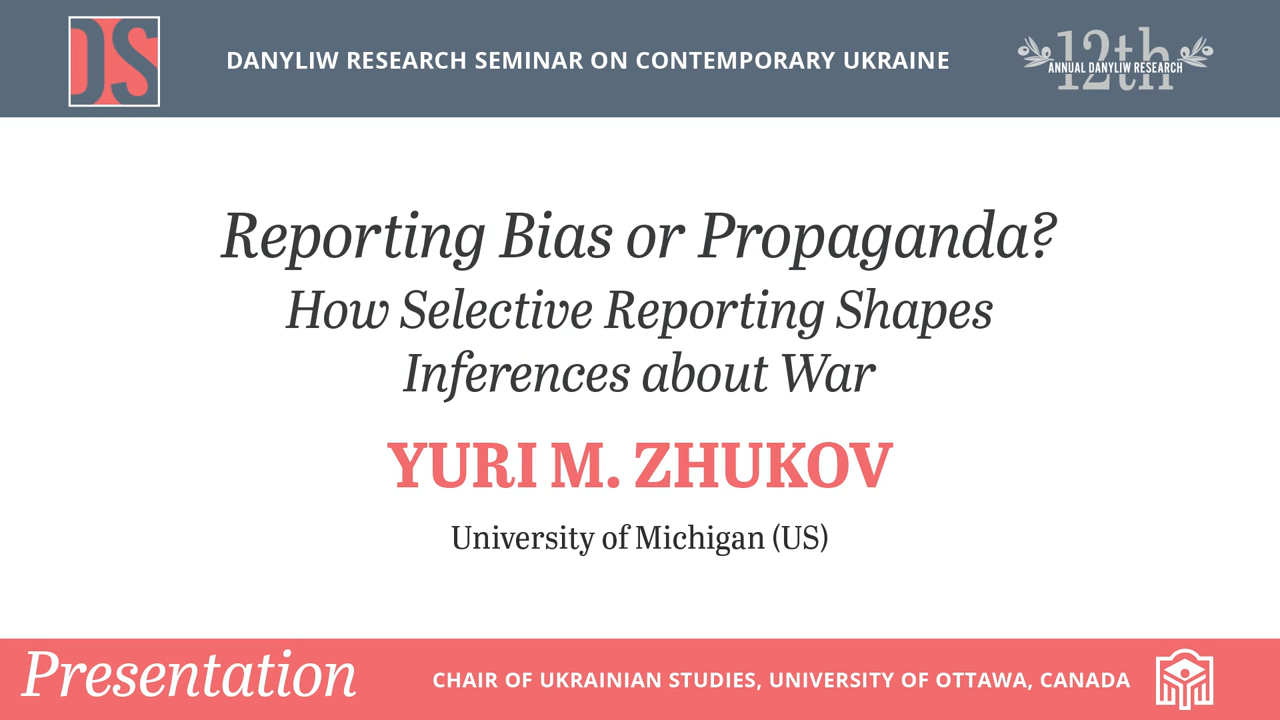 DS
DANYLIW RESEARCH SEMINAR ON CONTEMPORARY UKRAINE
12th
ANNUAL DANYLIW RESEARCH
Reporting Bias or Propaganda?
How Selective Reporting Shapes
Inferences about War
YURI M. ZHUKOV
University of Michigan (US)
Presentation
CHAIR OF UKRAINIAN STUDIES, UNIVERSITY OF OTTAWA, CANADA